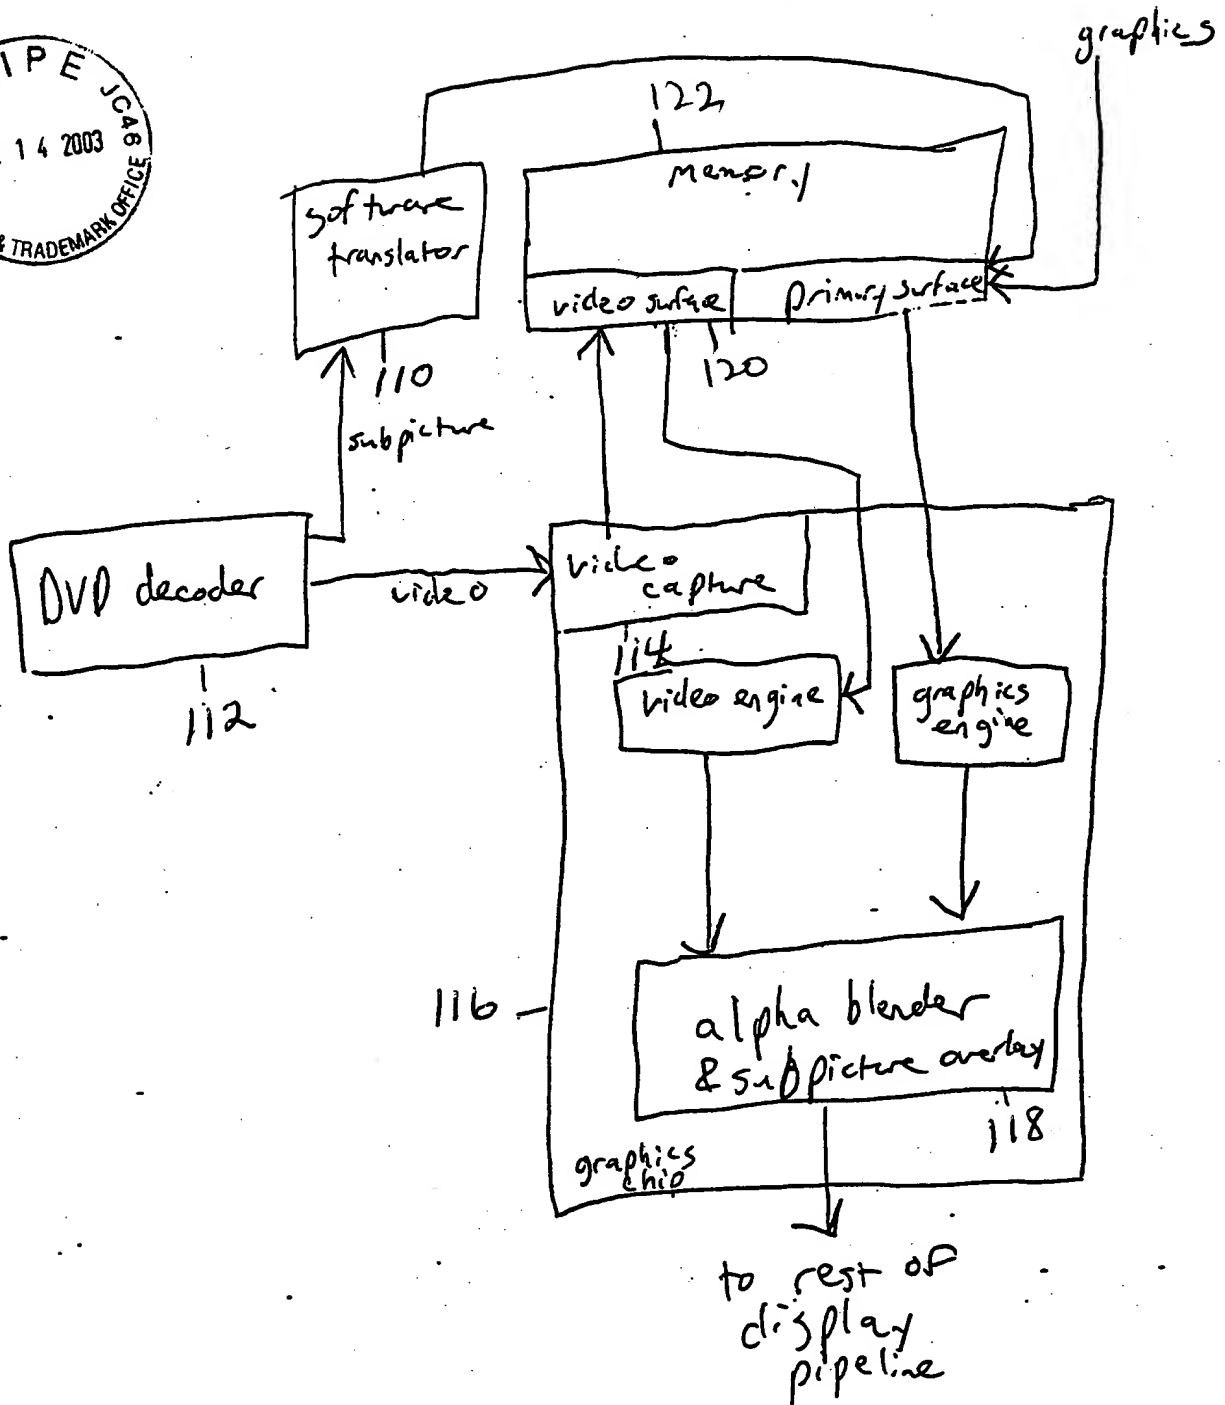 graphics
IPE JC46
14 2003
& TRADEMARK OFFICE
122
memory
software
translator
video surface
primary surface
110
120
subpicture
DVD decoder
video
video
capture
112
114
video engine
graphics
engine
116
alpha blender
& subpicture overlay
118
graphics
chip
to rest of
display
pipeline